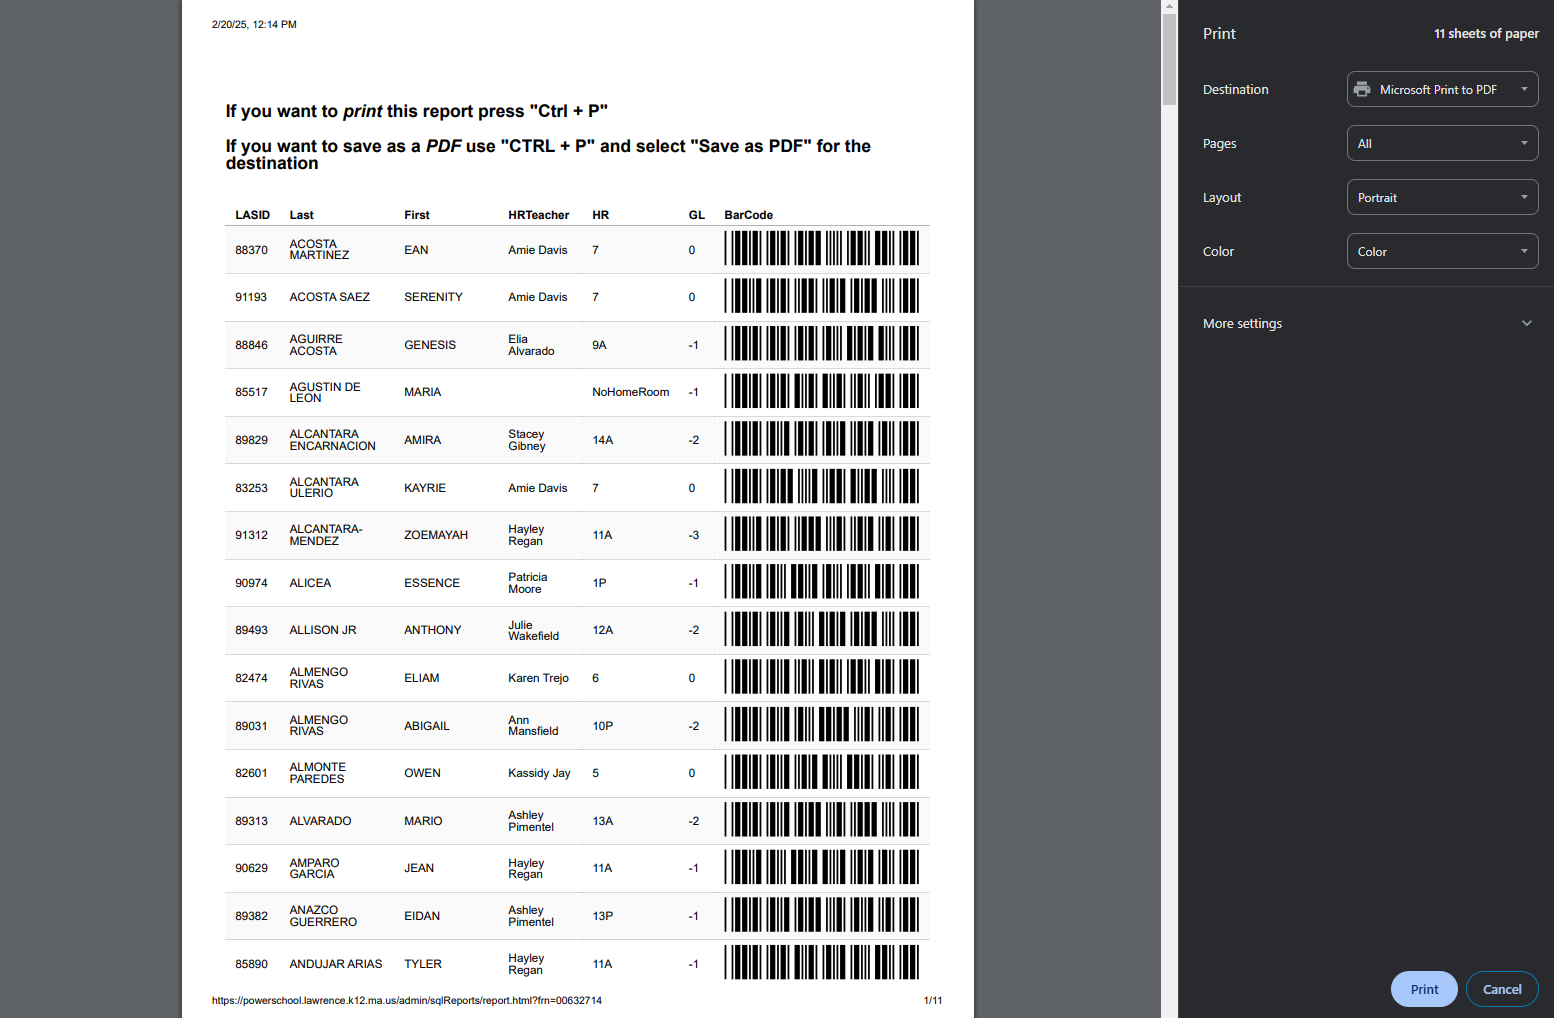 2/20/25, 12:14 PM
If you want to print this report press "Ctrl + P"
If you want to save as a PDF use "CTRL + P" and select "Save as PDF" for the
destination
LASID Last First HRTeacher HR GL BarCode
88370 ACOSTA MARTINEZ EAN Amie Davis 7 0
91193 ACOSTA SAEZ SERENITY Amie Davis 7 0
88846 AGUIRRE ACOSTA GENESIS Elia Alvarado 9A -1
85517 AGUSTIN DE LEON MARIA NoHomeRoom -1
89829 ALCANTARA ENCARNACION AMIRA Stacey Gibney 14A -2
83253 ALCANTARA ULERIO KAYRIE Amie Davis 7 0
91312 ALCANTARA-MENDEZ ZOEMAYAH Hayley Regan 11A -3
90974 ALICEA ESSENCE Patricia Moore 1P -1
89493 ALLISON JR ANTHONY Julie Wakefield 12A -2
82474 ALMENGO RIVAS ELIAM Karen Trejo 6 0
89031 ALMENGO RIVAS ABIGAIL Ann Mansfield 10P -2
82601 ALMONTE PAREDES OWEN Kassidy Jay 5 0
89313 ALVARADO MARIO Ashley Pimentel 13A -2
90629 AMPARO GARCIA JEAN Hayley Regan 11A -1
89382 ANAZCO GUERRERO EIDAN Ashley Pimentel 13P -1
85890 ANDUJAR ARIAS TYLER Hayley Regan 11A -1
https://powerschool.lawrence.k12.ma.us/admin/sqlReports/report.html?frn=00632714 1/11
Print 11 sheets of paper
Destination Microsoft Print to PDF
Pages All
Layout Portrait
Color Color
More settings
Print Cancel